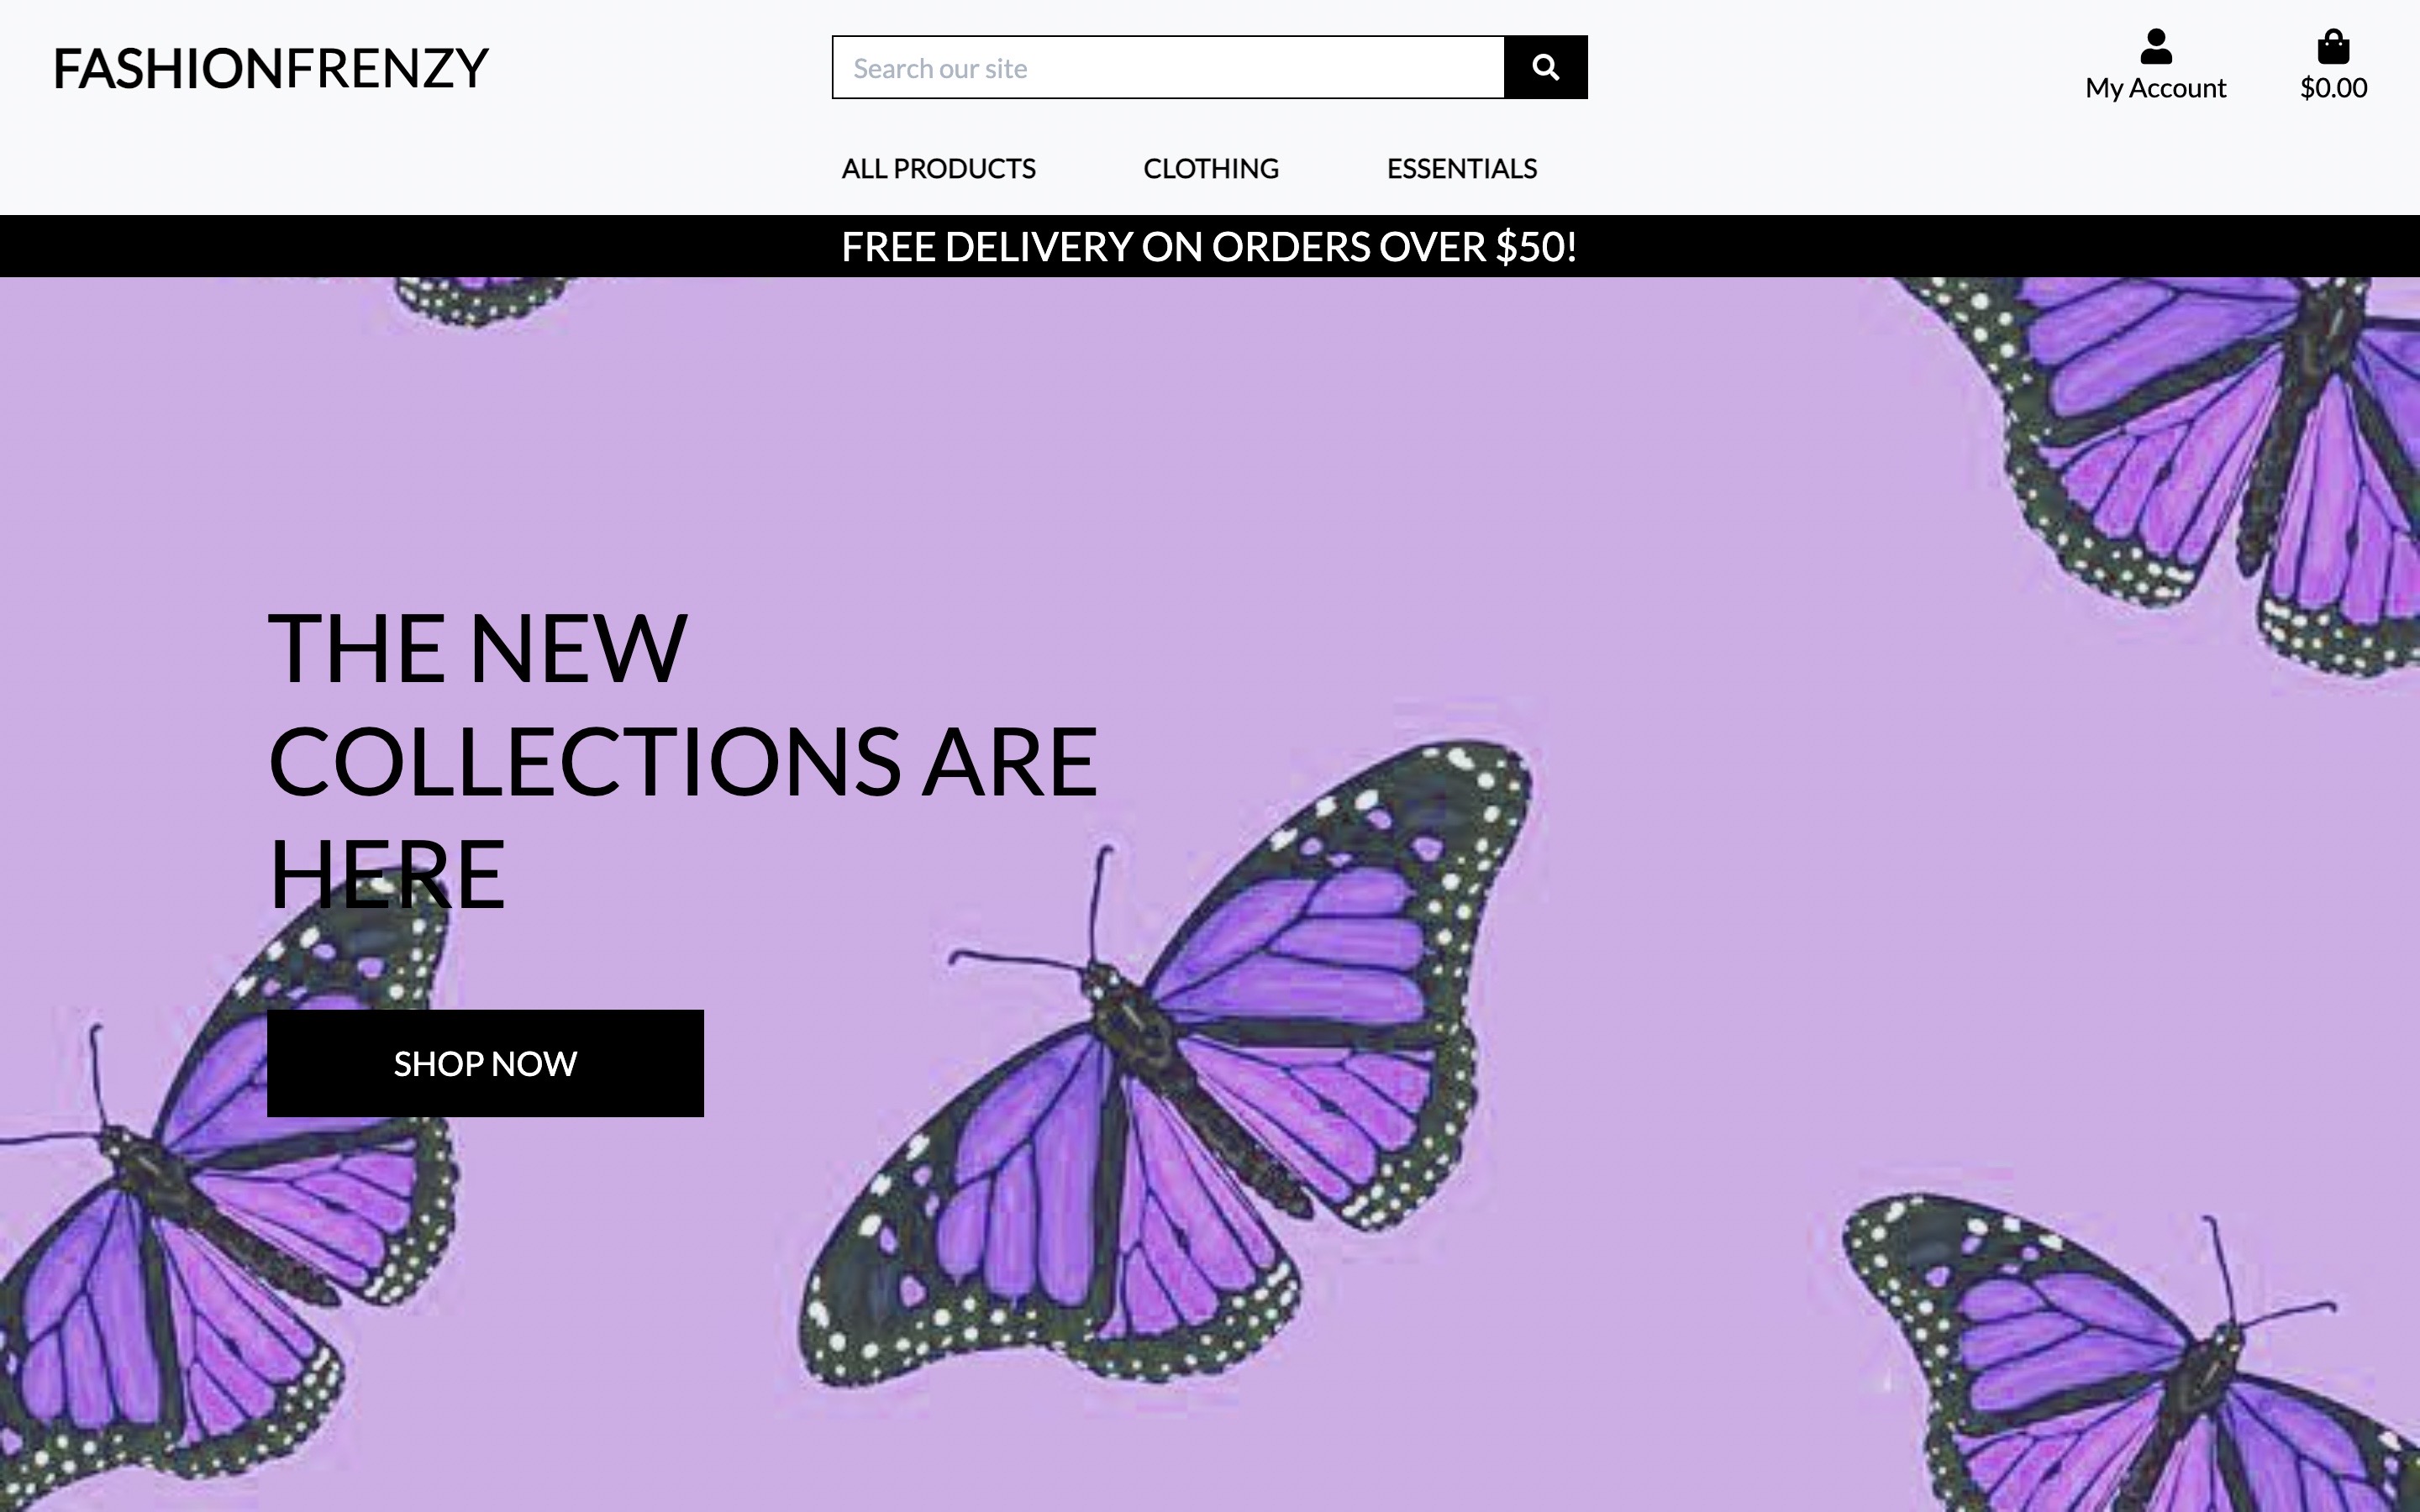 FASHIONFRENZY
Search our site
My Account
$0.00
ALL PRODUCTS
CLOTHING
ESSENTIALS
FREE DELIVERY ON ORDERS OVER $50!
THE NEW
COLLECTIONS ARE
HERE
SHOP NOW